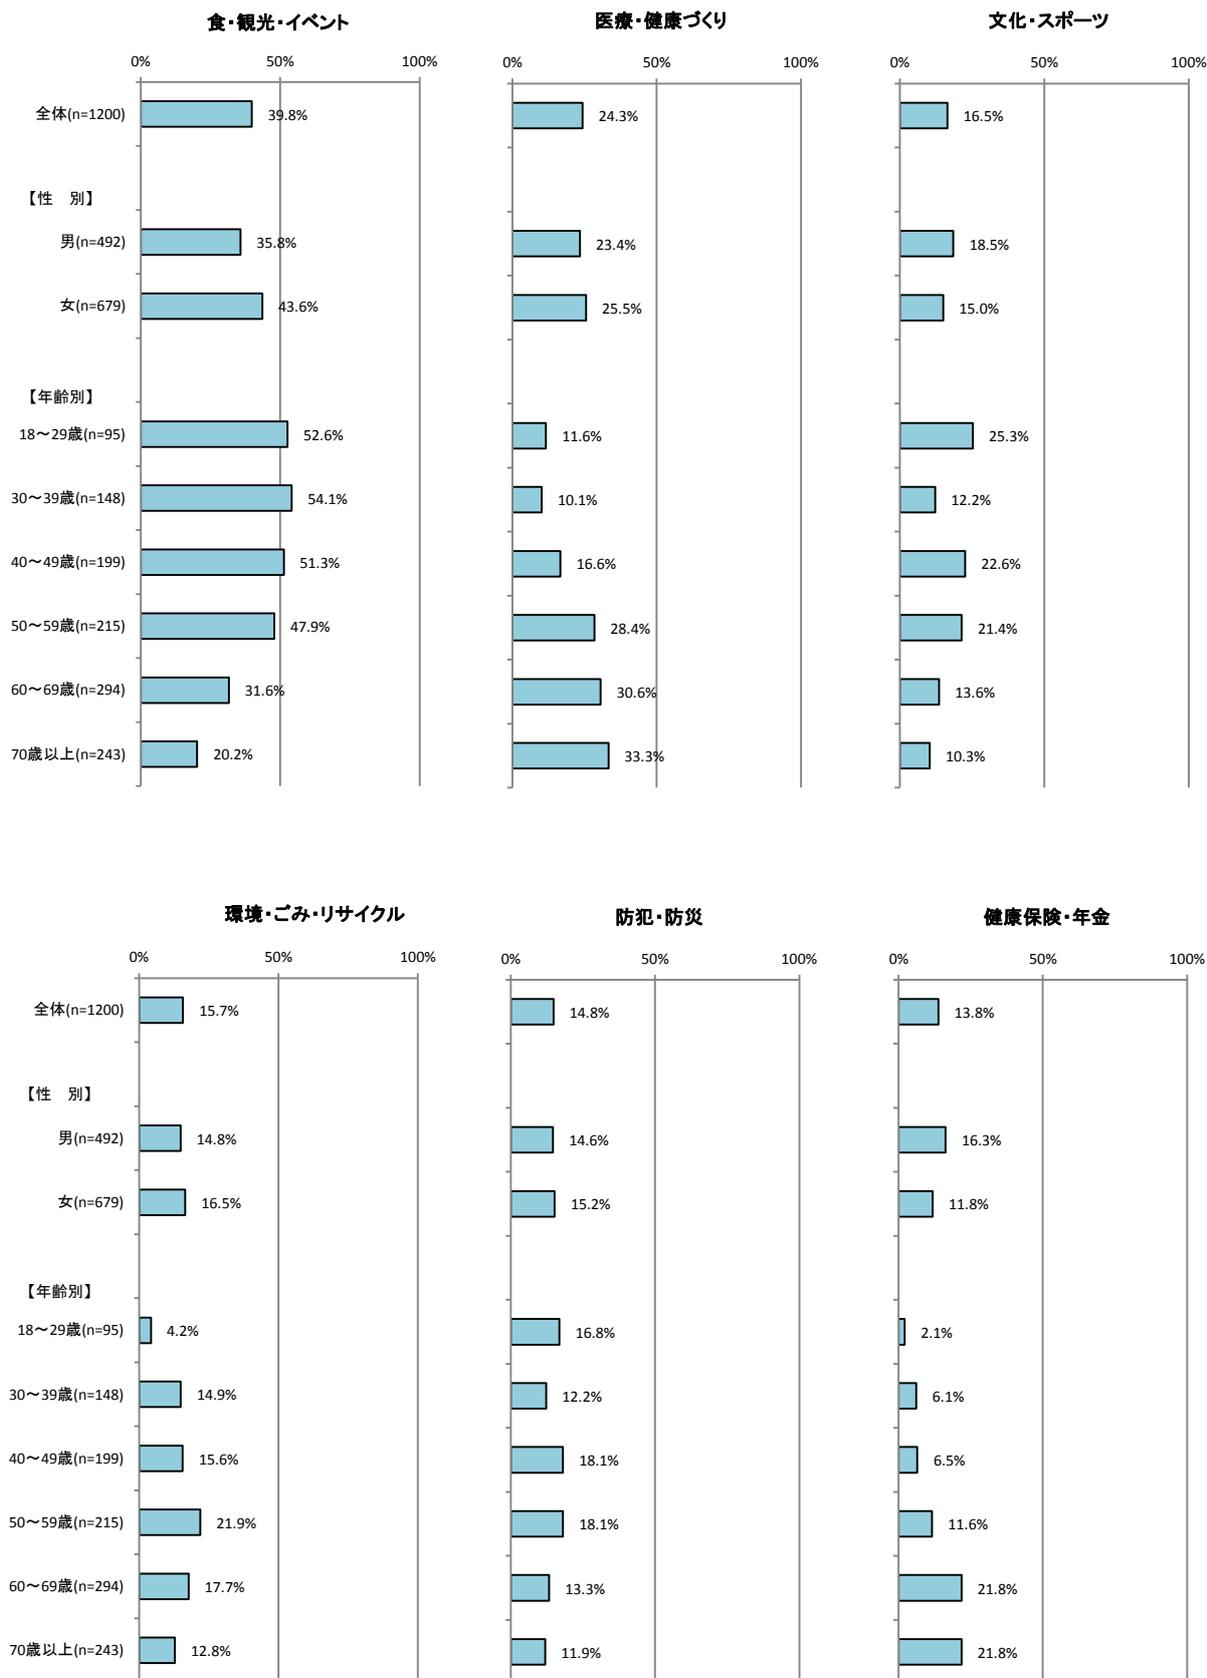 食・観光・イベント 医療・健康づくり 文化・スポーツ
0% 50% 100% 0% 50% 100% 0% 50% 100%
全体(n=1200) 39.8% 24.3% 16.5%
【性　別】
男(n=492) 35.8% 23.4% 18.5%
女(n=679) 43.6% 25.5% 15.0%
【年齢別】
18～29歳(n=95) 52.6% 11.6% 25.3%
30～39歳(n=148) 54.1% 10.1% 12.2%
40～49歳(n=199) 51.3% 16.6% 22.6%
50～59歳(n=215) 47.9% 28.4% 21.4%
60～69歳(n=294) 31.6% 30.6% 13.6%
70歳以上(n=243) 20.2% 33.3% 10.3%
環境・ごみ・リサイクル 防犯・防災 健康保険・年金
0% 50% 100% 0% 50% 100% 0% 50% 100%
全体(n=1200) 15.7% 14.8% 13.8%
【性　別】
男(n=492) 14.8% 14.6% 16.3%
女(n=679) 16.5% 15.2% 11.8%
【年齢別】
18～29歳(n=95) 4.2% 16.8% 2.1%
30～39歳(n=148) 14.9% 12.2% 6.1%
40～49歳(n=199) 15.6% 18.1% 6.5%
50～59歳(n=215) 21.9% 18.1% 11.6%
60～69歳(n=294) 17.7% 13.3% 21.8%
70歳以上(n=243) 12.8% 11.9% 21.8%